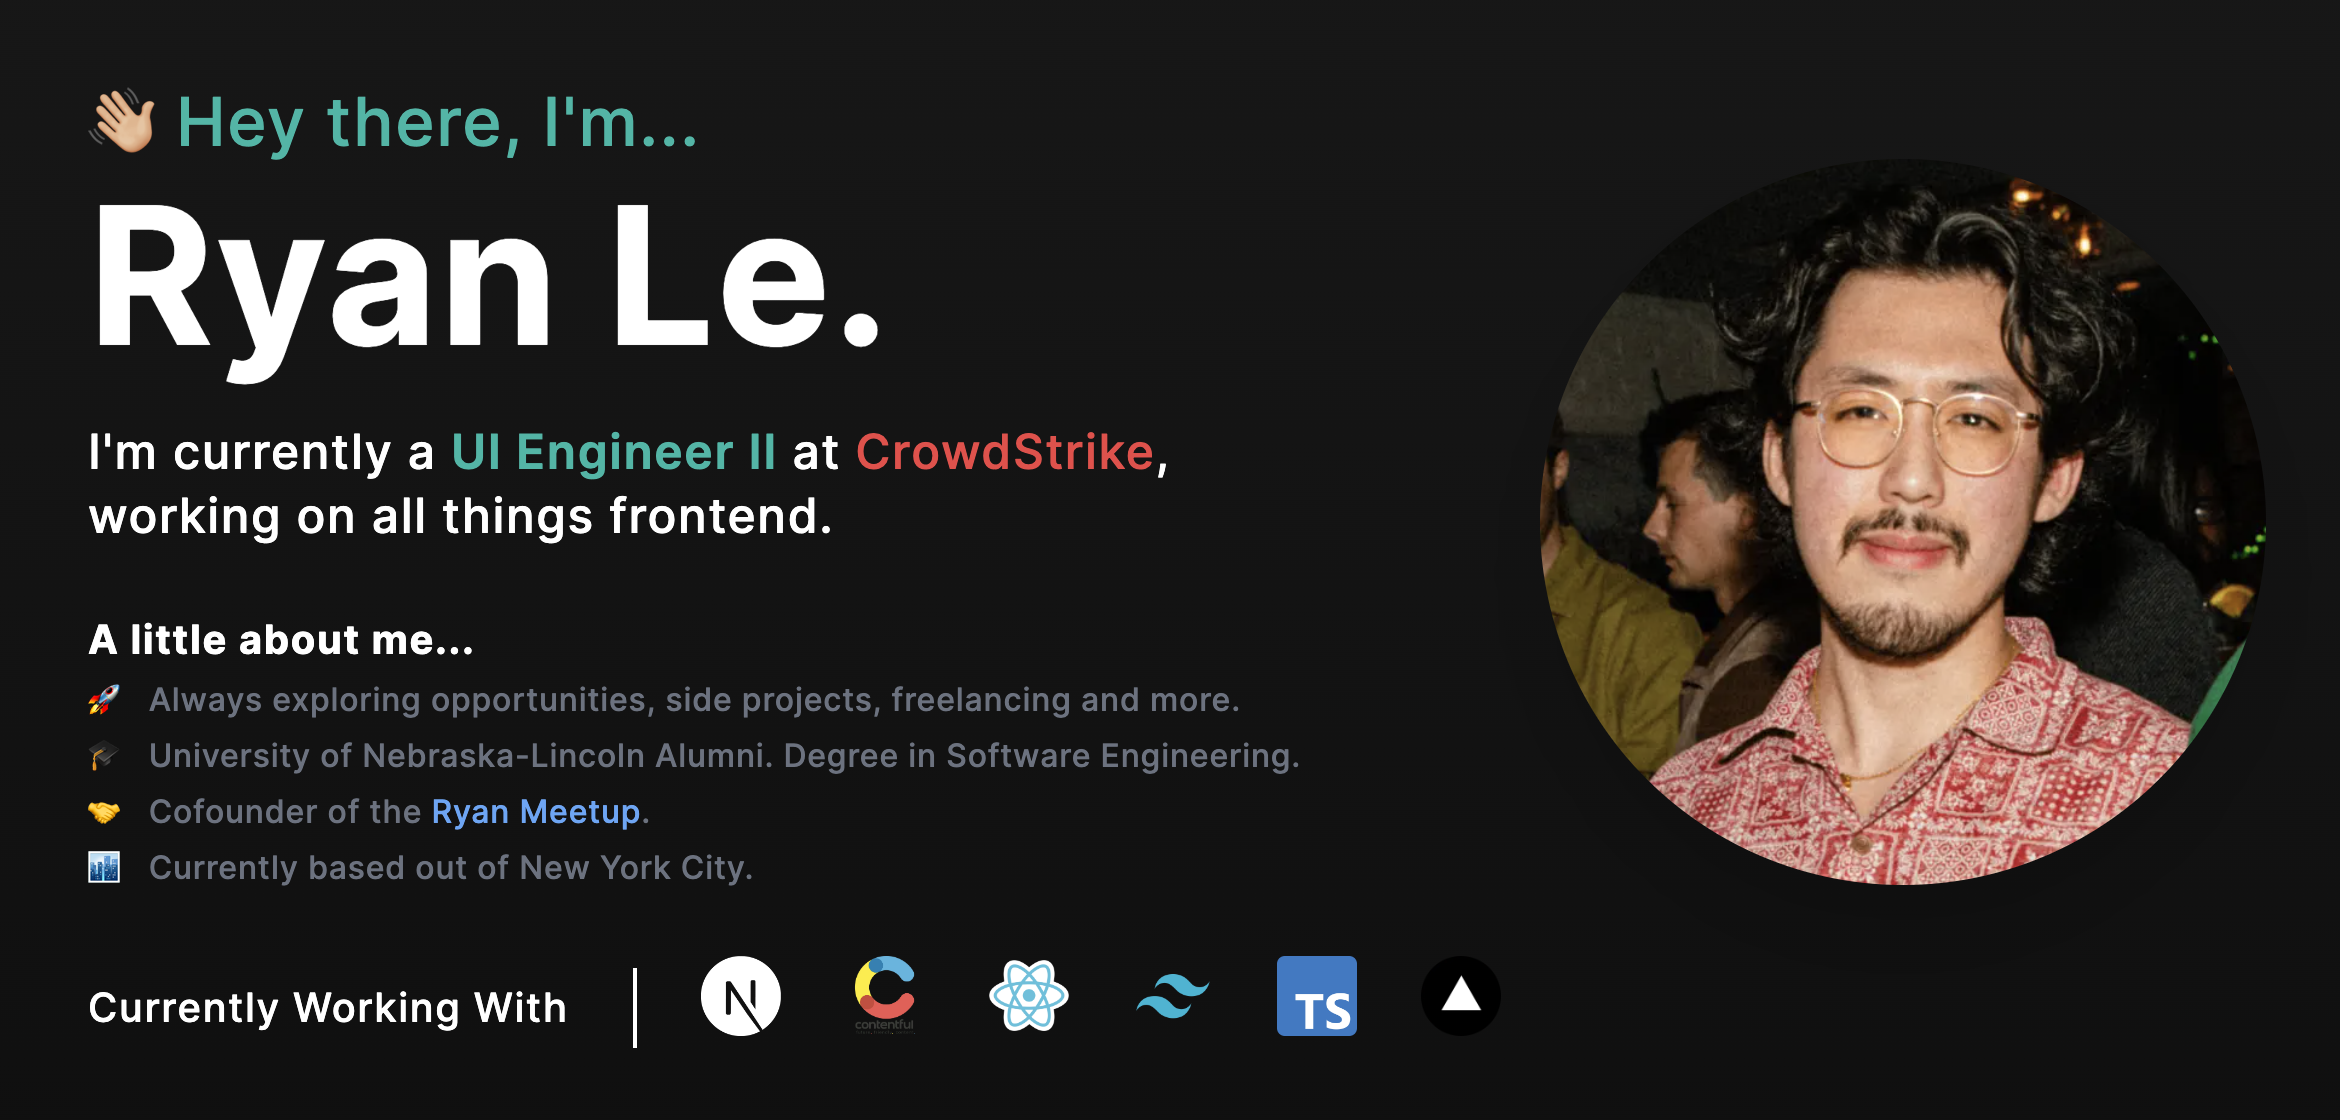 👋🏼 Hey there, I'm...
Ryan Le.
I'm currently a UI Engineer II at CrowdStrike,
working on all things frontend.
A little about me...
🚀 Always exploring opportunities, side projects, freelancing and more.
🎓 University of Nebraska-Lincoln Alumni. Degree in Software Engineering.
🤝 Cofounder of the Ryan Meetup.
🏙️ Currently based out of New York City.
Currently Working With
N
contentful
TS